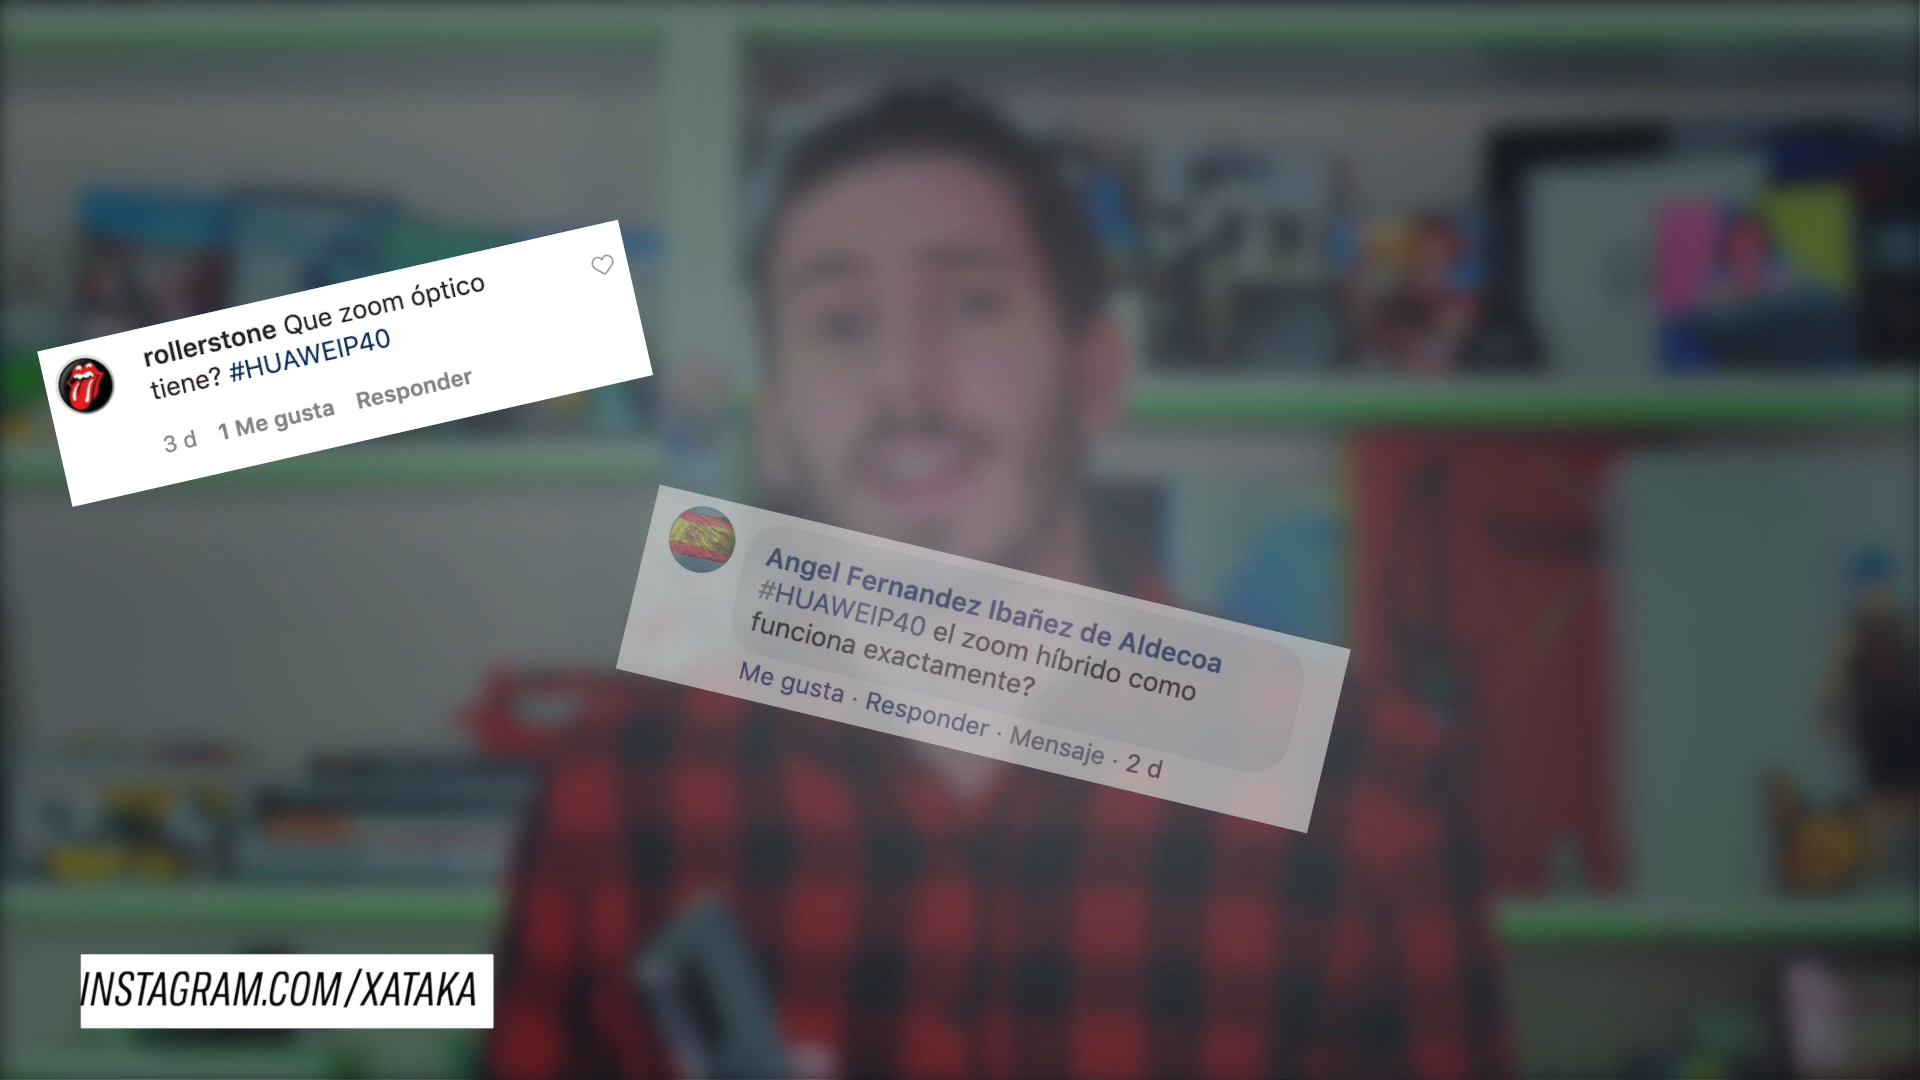 rollerstone Que zoom óptico
tiene? #HUAWEIP40
3 d 1 Me gusta Responder
Angel Fernandez Ibañez de Aldecoa
#HUAWEIP40 el zoom híbrido como
funciona exactamente?
Me gusta · Responder · Mensaje · 2 d
INSTAGRAM.COM/XATAKA